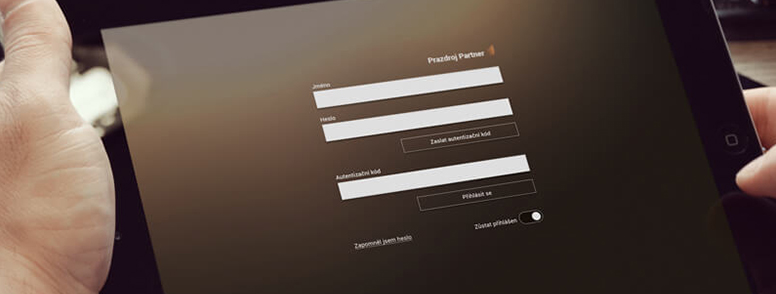 Prazdroj Partner
Jméno
Heslo
Zaslat autentizační kód
Autentizační kód
Přihlásit se
Zůstat přihlášen
Zapomněl jsem heslo